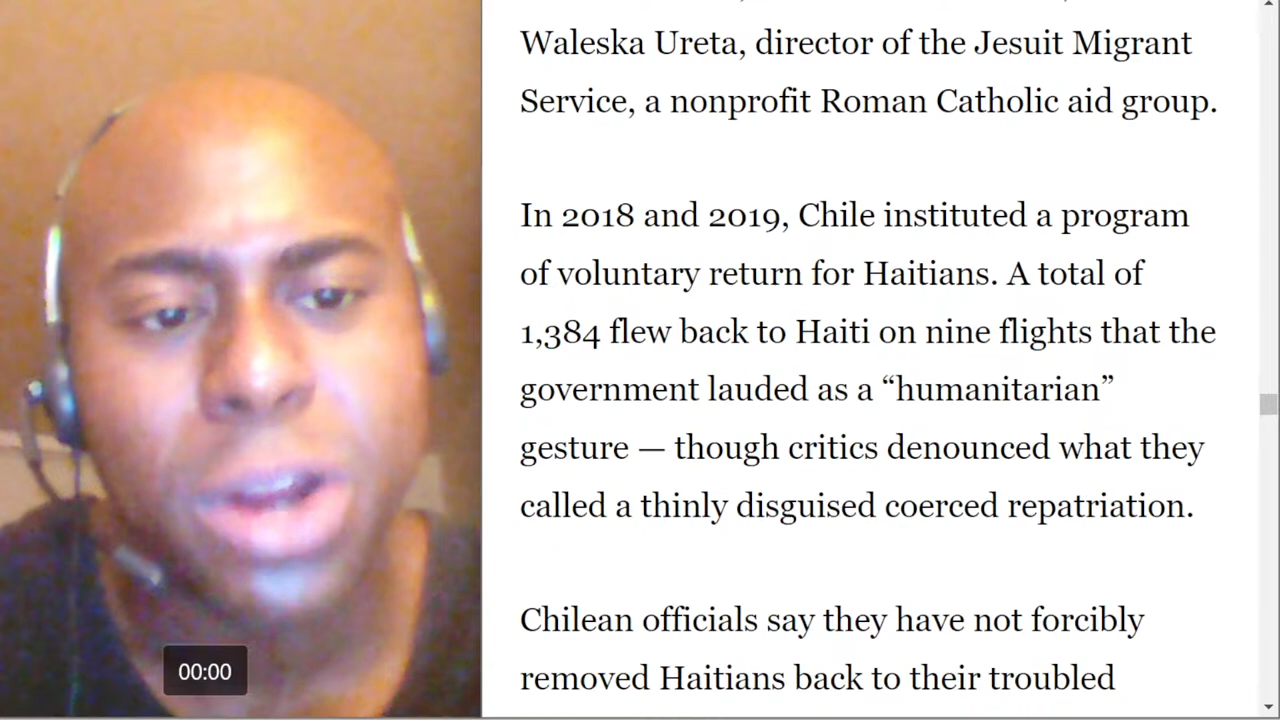 Waleska Ureta, director of the Jesuit Migrant
Service, a nonprofit Roman Catholic aid group.
In 2018 and 2019, Chile instituted a program
of voluntary return for Haitians. A total of
1,384 flew back to Haiti on nine flights that the
government lauded as a “humanitarian”
gesture — though critics denounced what they
called a thinly disguised coerced repatriation.
Chilean officials say they have not forcibly
removed Haitians back to their troubled
00:00